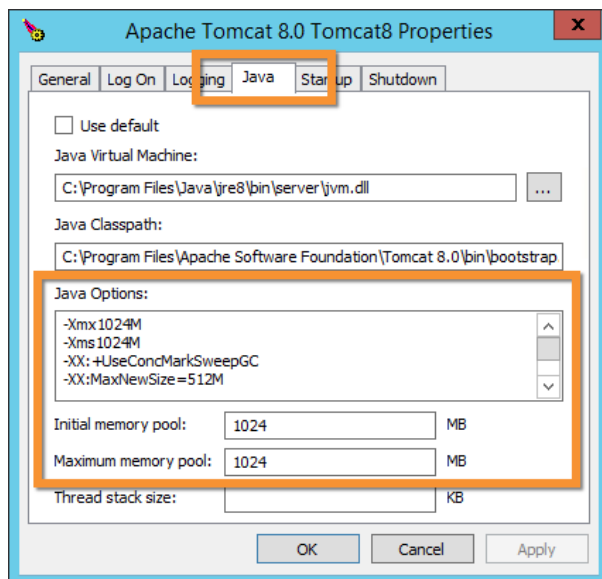 Apache Tomcat 8.0 Tomcat8 Properties
General Log On Logging Java Startup Shutdown
Use default
Java Virtual Machine:
C:\Program Files\Java\jre8\bin\server\jvm.dll
...
Java Classpath:
C:\Program Files\Apache Software Foundation\Tomcat 8.0\bin\bootstrap
Java Options:
-Xmx1024M
-Xms1024M
-XX:+UseConcMarkSweepGC
-XX:MaxNewSize=512M
Initial memory pool: 1024 MB
Maximum memory pool: 1024 MB
Thread stack size: KB
OK Cancel Apply